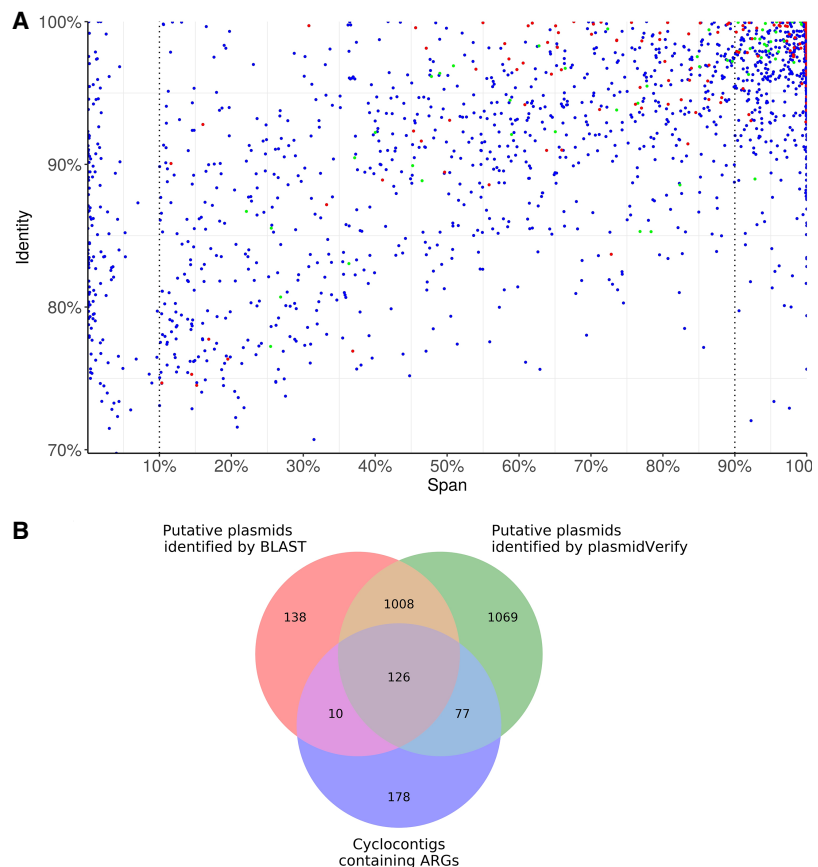 A
100%
90%
80%
70%
Identity
10% 20% 30% 40% 50% 60% 70% 80% 90% 100
Span
B
Putative plasmids
identified by BLAST
Putative plasmids
identified by plasmidVerify
138
1008
1069
126
10
77
178
Cyclocontigs
containing ARGs